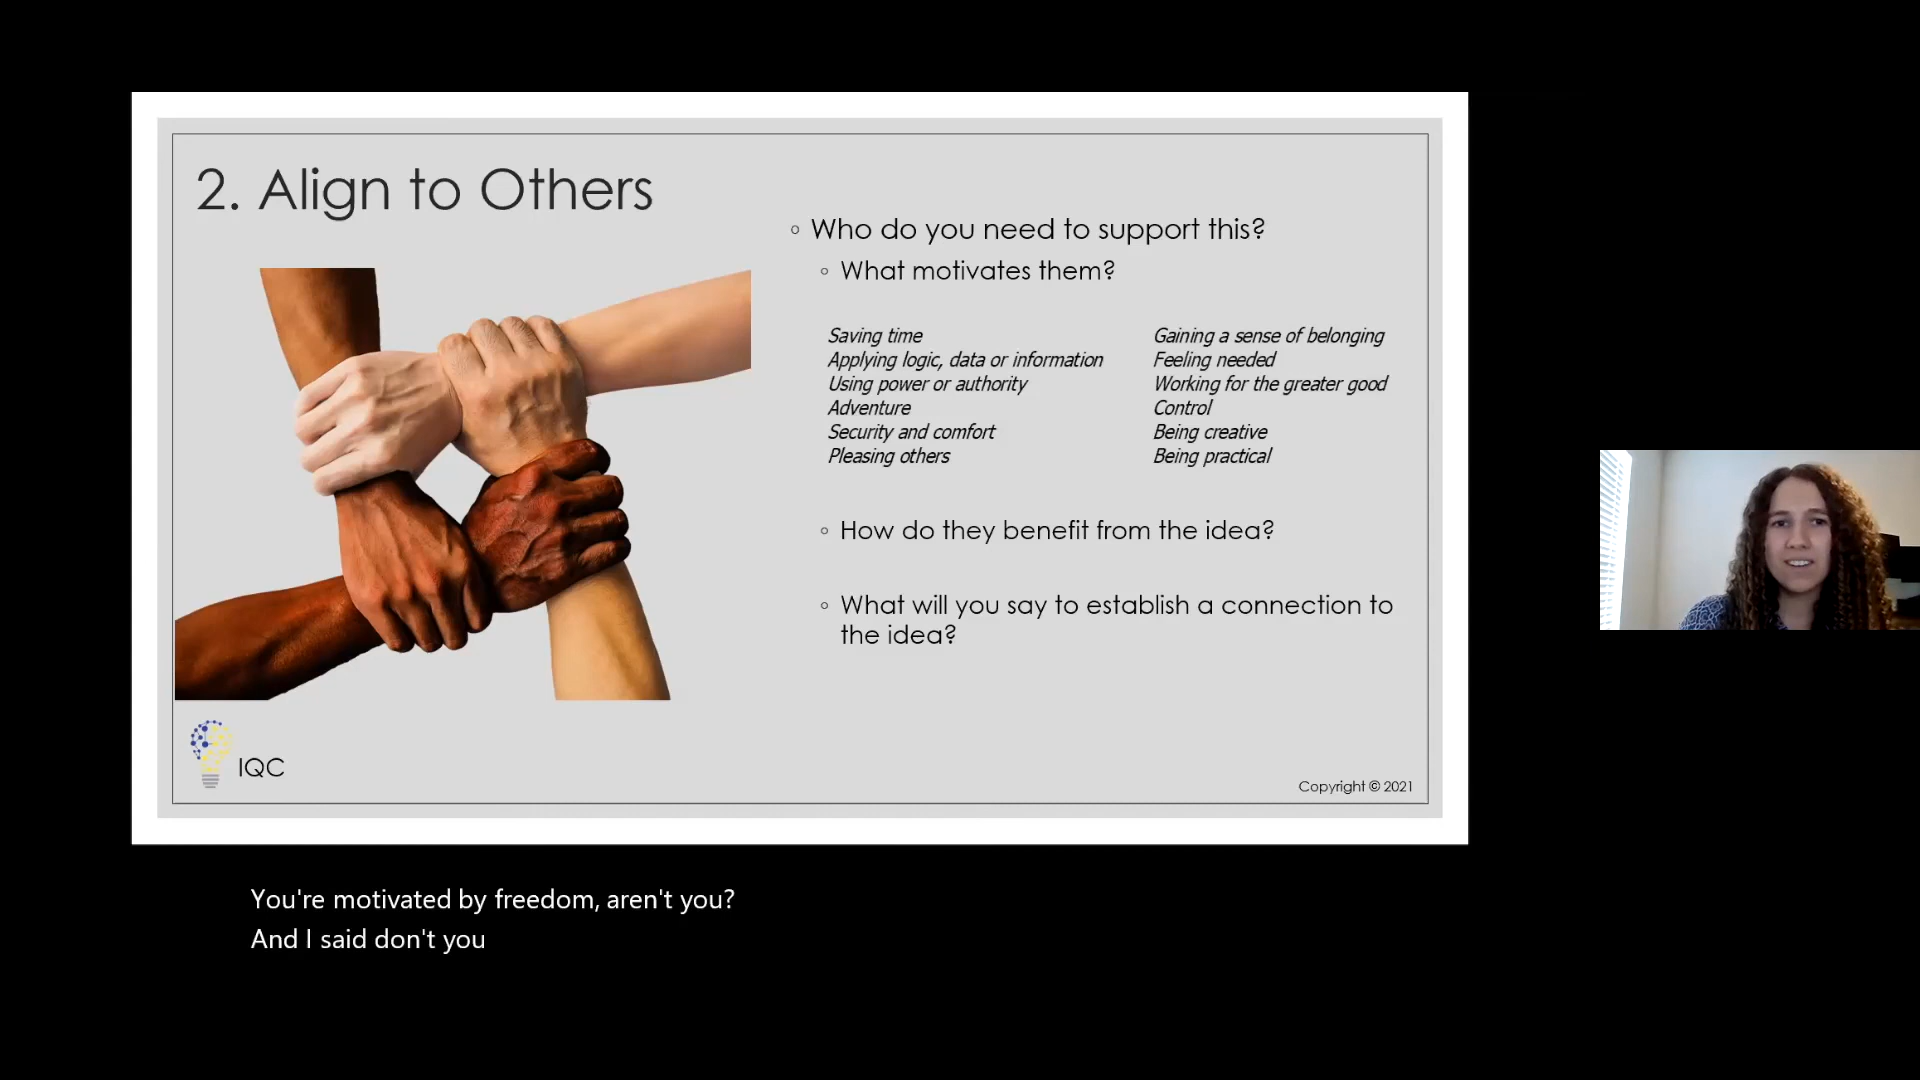 2. Align to Others
◦ Who do you need to support this?
◦ What motivates them?
Saving time
Applying logic, data or information
Using power or authority
Adventure
Security and comfort
Pleasing others
Gaining a sense of belonging
Feeling needed
Working for the greater good
Control
Being creative
Being practical
◦ How do they benefit from the idea?
◦ What will you say to establish a connection to
the idea?
IQC
Copyright © 2021
You're motivated by freedom, aren't you?
And I said don't you